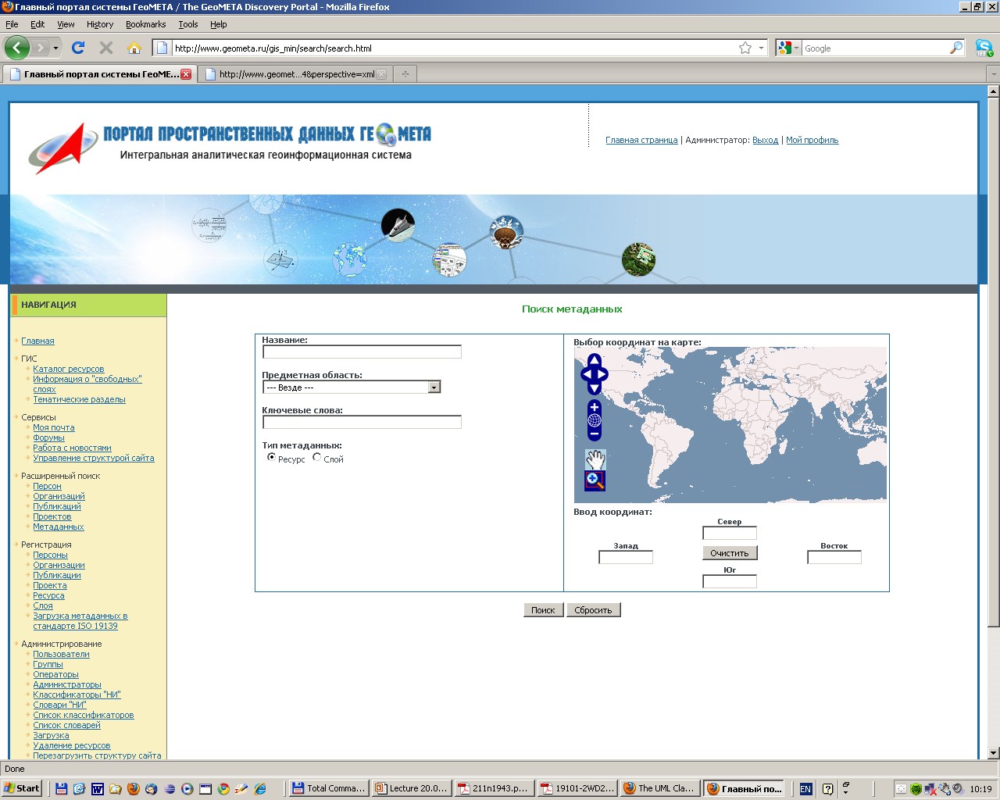 Главный портал системы ГеоМЕТА / The GeoMETA Discovery Portal - Mozilla Firefox
File Edit View History Bookmarks Tools Help
http://www.geometa.ru/gis_min/search/search.html
Google
Главный портал системы ГеоМЕ...
http://www.geomet...4&perspective=xml
ПОРТАЛ ПРОСТРАНСТВЕННЫХ ДАННЫХ ГЕОМЕТА
Интегральная аналитическая геоинформационная система
Главная страница | Администратор: Выход | Мой профиль
НАВИГАЦИЯ
Главная
ГИС
Каталог ресурсов
Информация о "свободных"
слоях
Тематические разделы
Сервисы
Моя почта
Форумы
Работа с новостями
Управление структурой сайта
Расширенный поиск
Персон
Организаций
Публикаций
Проектов
Метаданных
Регистрация
Персоны
Организации
Публикации
Проекта
Ресурса
Слоя
Загрузка метаданных в
стандарте ISO 19139
Администрирование
Пользователи
Группы
Операторы
Администраторы
Классификаторы "НИ"
Словари "НИ"
Список классификаторов
Список словарей
Загрузка
Удаление ресурсов
Перезагрузить структуру сайта
Поиск метаданных
Название:
Предметная область:
--- Везде ---
Ключевые слова:
Тип метаданных:
Ресурс Слой
Выбор координат на карте:
Ввод координат:
Север
Запад
Восток
Очистить
Юг
Поиск Сбросить
Done
Start
Total Comma...
Lecture 20.0...
211n1943.p...
19101-2WD2...
The UML Cla...
Главный по...
EN
10:19